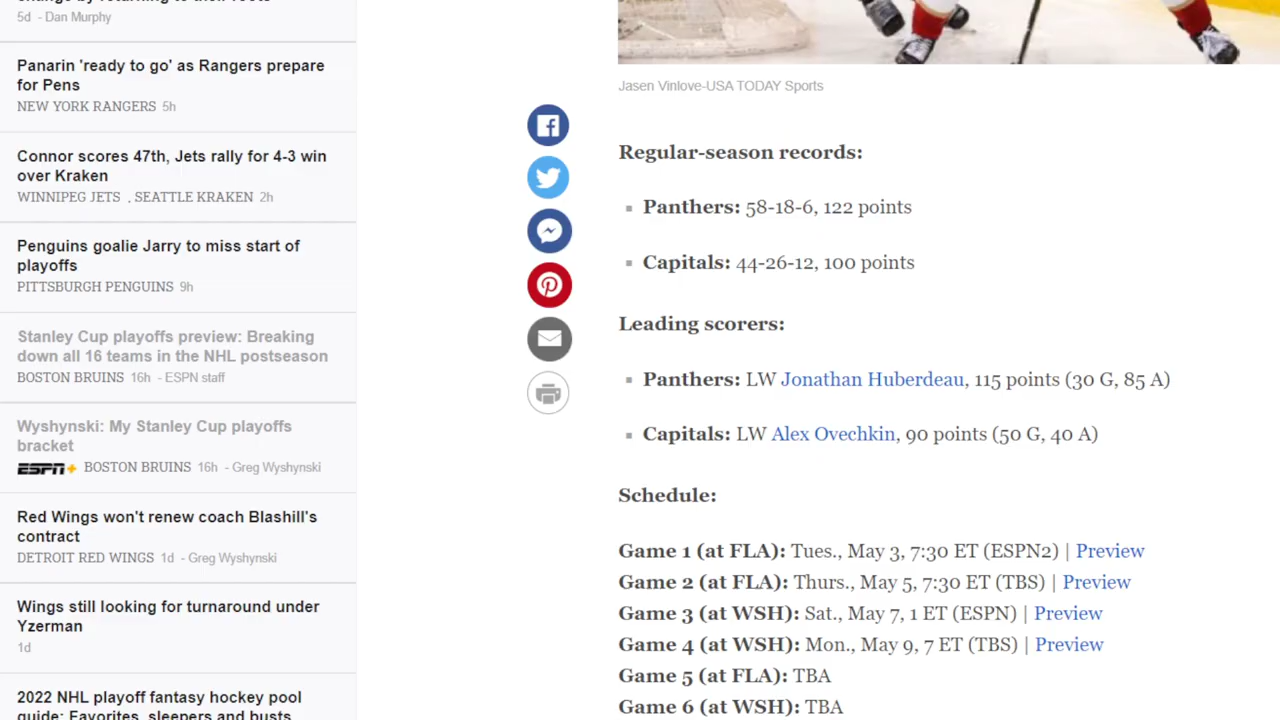 5d - Dan Murphy
Panarin 'ready to go' as Rangers prepare
for Pens
NEW YORK RANGERS 5h
Connor scores 47th, Jets rally for 4-3 win
over Kraken
WINNIPEG JETS , SEATTLE KRAKEN 2h
Penguins goalie Jarry to miss start of
playoffs
PITTSBURGH PENGUINS 9h
Stanley Cup playoffs preview: Breaking
down all 16 teams in the NHL postseason
BOSTON BRUINS 16h - ESPN staff
Wyshynski: My Stanley Cup playoffs
bracket
ESPN+ BOSTON BRUINS 16h - Greg Wyshynski
Red Wings won't renew coach Blashill's
contract
DETROIT RED WINGS 1d - Greg Wyshynski
Wings still looking for turnaround under
Yzerman
1d
2022 NHL playoff fantasy hockey pool
guide: Favorites, sleepers and busts
Jasen Vinlove-USA TODAY Sports
Regular-season records:
Panthers: 58-18-6, 122 points
Capitals: 44-26-12, 100 points
Leading scorers:
Panthers: LW Jonathan Huberdeau, 115 points (30 G, 85 A)
Capitals: LW Alex Ovechkin, 90 points (50 G, 40 A)
Schedule:
Game 1 (at FLA): Tues., May 3, 7:30 ET (ESPN2) | Preview
Game 2 (at FLA): Thurs., May 5, 7:30 ET (TBS) | Preview
Game 3 (at WSH): Sat., May 7, 1 ET (ESPN) | Preview
Game 4 (at WSH): Mon., May 9, 7 ET (TBS) | Preview
Game 5 (at FLA): TBA
Game 6 (at WSH): TBA